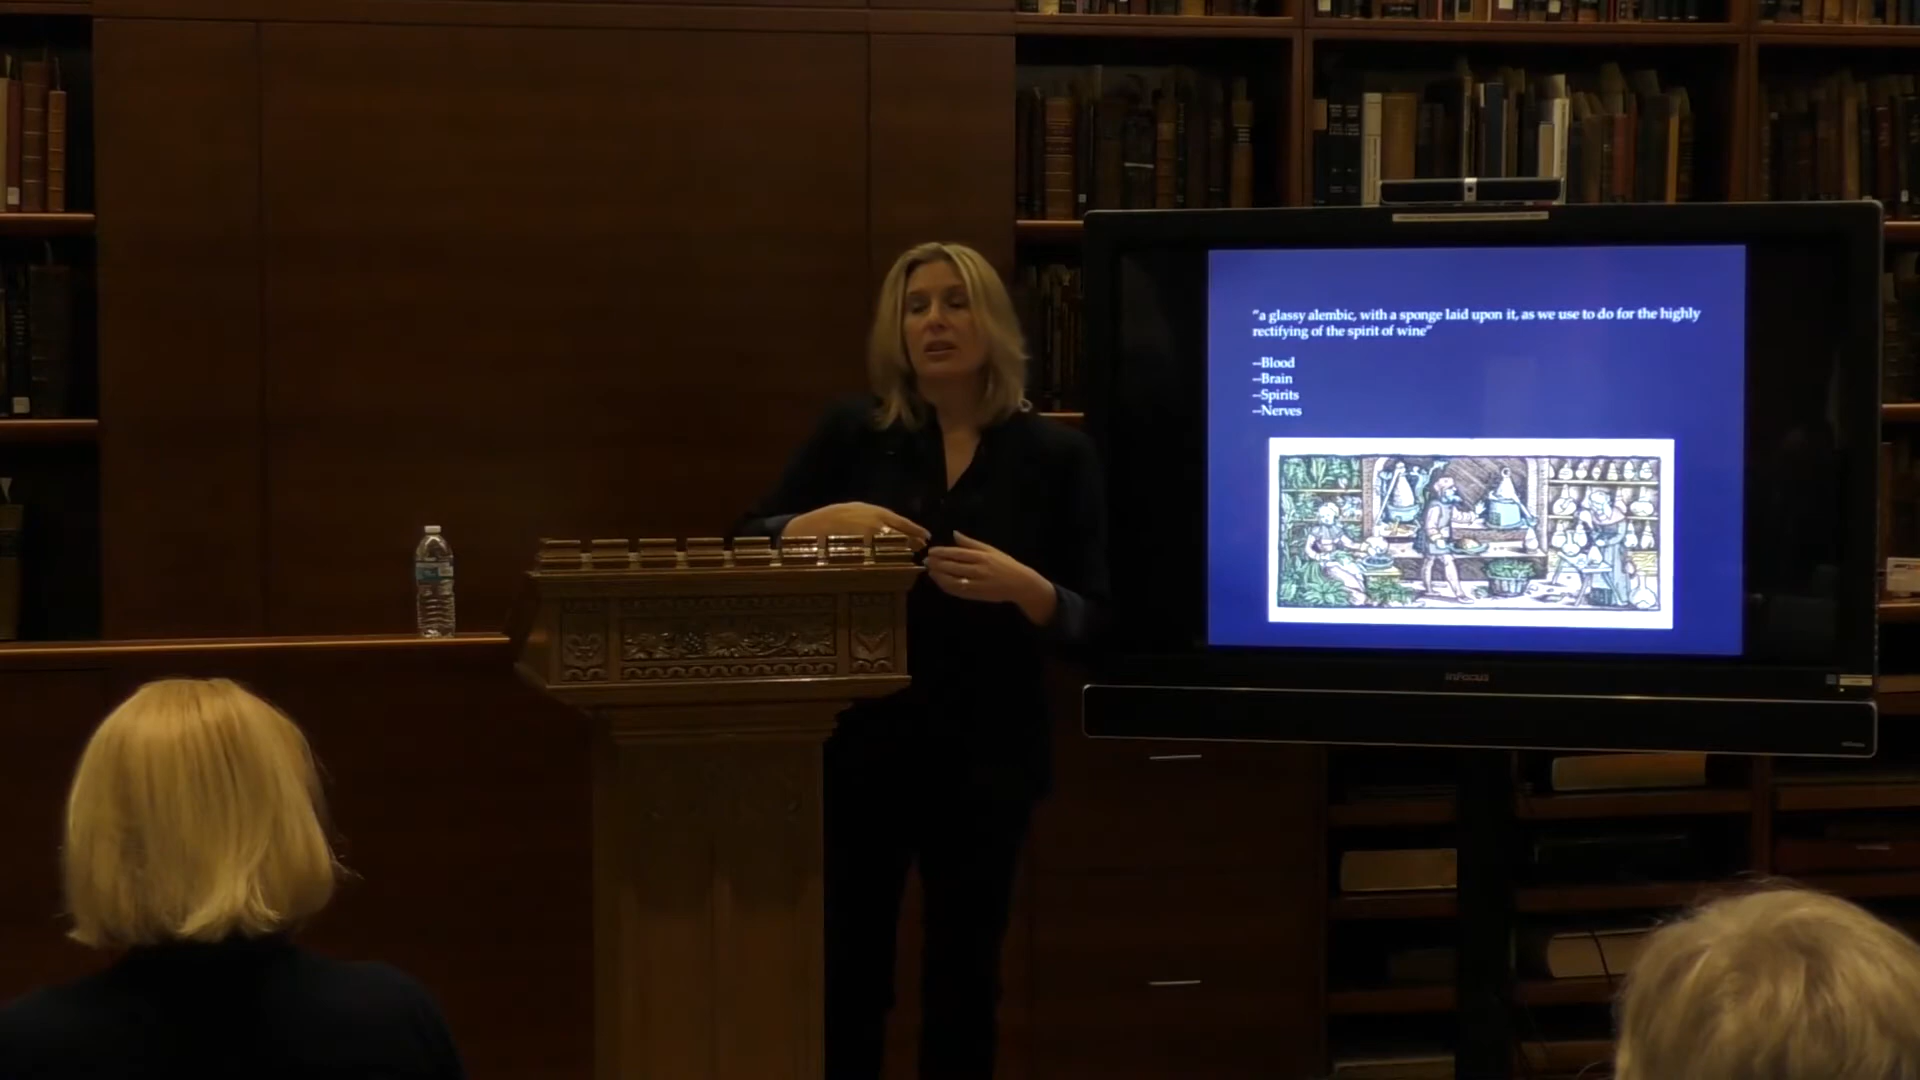 "a glassy alembic, with a sponge laid upon it, as we use to do for the highly
rectifying of the spirit of wine"
--Blood
--Brain
--Spirits
--Nerves
InFocus